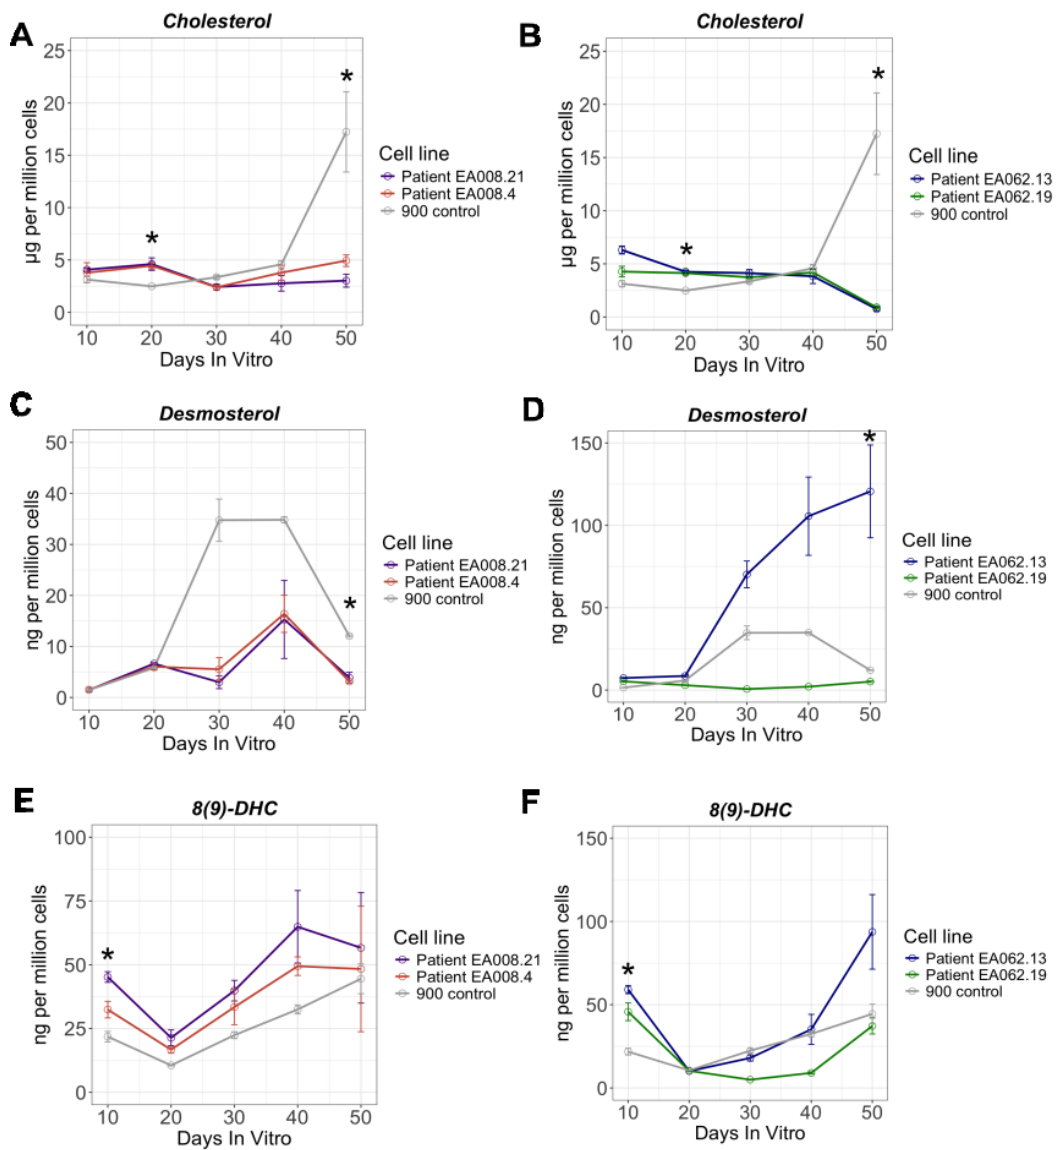 A
Cholesterol
25
20
15
10
5
0
µg per million cells
*
*
10 20 30 40 50
Days In Vitro
Cell line
Patient EA008.21
Patient EA008.4
900 control
B
Cholesterol
25
20
15
10
5
0
µg per million cells
*
*
10 20 30 40 50
Days In Vitro
Cell line
Patient EA062.13
Patient EA062.19
900 control
C
Desmosterol
50
40
30
20
10
0
ng per million cells
*
10 20 30 40 50
Days In Vitro
Cell line
Patient EA008.21
Patient EA008.4
900 control
D
Desmosterol
150
100
50
0
ng per million cells
*
10 20 30 40 50
Days In Vitro
Cell line
Patient EA062.13
Patient EA062.19
900 control
E
8(9)-DHC
100
75
50
25
0
ng per million cells
*
10 20 30 40 50
Days In Vitro
Cell line
Patient EA008.21
Patient EA008.4
900 control
F
8(9)-DHC
150
100
50
0
ng per million cells
*
10 20 30 40 50
Days In Vitro
Cell line
Patient EA062.13
Patient EA062.19
900 control